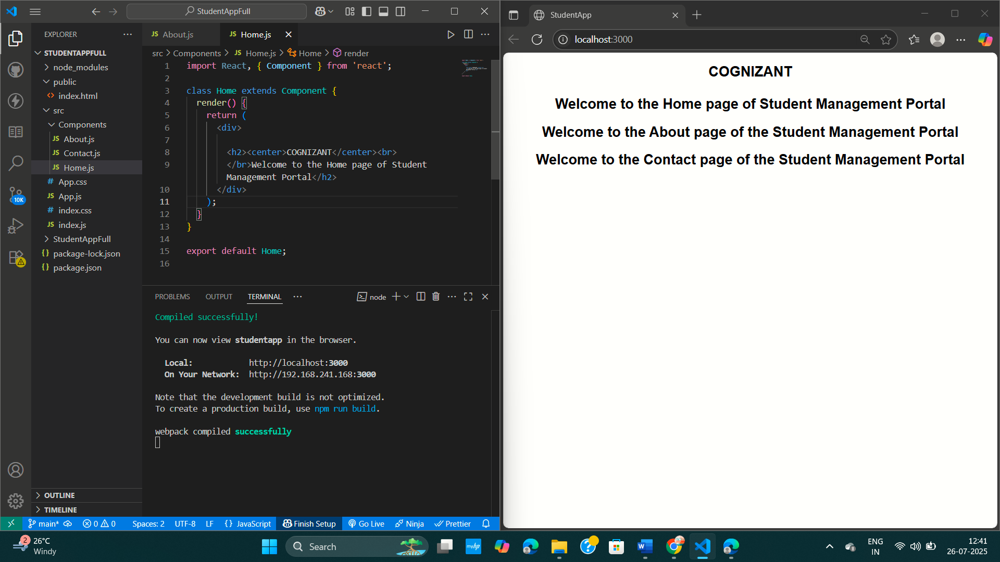 StudentAppFull
EXPLORER
STUDENTAPPFULL
node_modules
public
<> index.html
src
Components
JS About.js
JS Contact.js
JS Home.js
# App.css
JS App.js
# index.css
JS index.js
StudentAppFull
{} package-lock.json
{} package.json
10K
OUTLINE
TIMELINE
JS About.js
JS Home.js
src > Components > JS Home.js > Home > render
1 import React, { Component } from 'react';
2
3 class Home extends Component {
4 render() {
5 return (
6 <div>
7
8 <h2><center>COGNIZANT</center><br>
9 </br>Welcome to the Home page of Student
Management Portal</h2>
10 </div>
11 );
12 }
13 }
14
15 export default Home;
16
PROBLEMS OUTPUT TERMINAL
node
Compiled successfully!
You can now view studentapp in the browser.
Local: http://localhost:3000
On Your Network: http://192.168.241.168:3000
Note that the development build is not optimized.
To create a production build, use npm run build.
webpack compiled successfully
main* 0 0 Spaces: 2 UTF-8 LF {} JavaScript Finish Setup Go Live Ninja Prettier
StudentApp
localhost:3000
COGNIZANT
Welcome to the Home page of Student Management Portal
Welcome to the About page of the Student Management Portal
Welcome to the Contact page of the Student Management Portal
2
26°C
Windy
Search
myhp
W
ENG
IN
12:41
26-07-2025